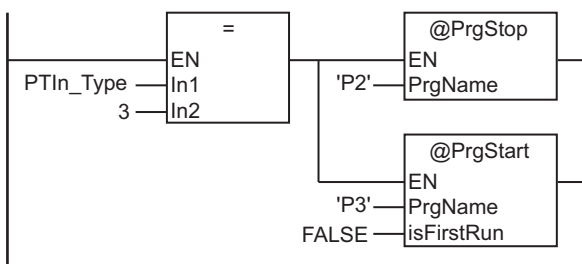 =
EN
PTIn_Type In1
3 In2
@PrgStop
EN
'P2' PrgName
@PrgStart
EN
'P3' PrgName
FALSE isFirstRun